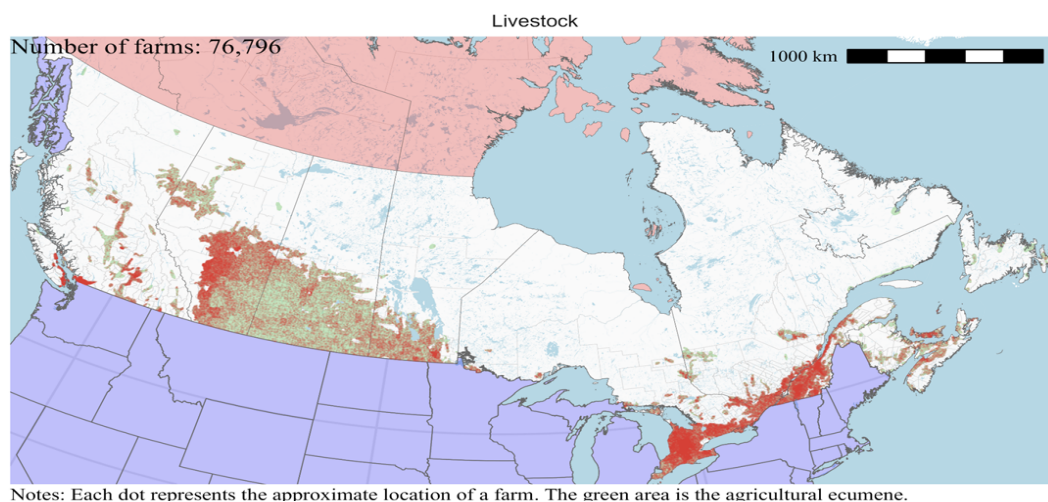 Livestock
Number of farms: 76,796
1000 km
Notes: Each dot represents the approximate location of a farm. The green area is the agricultural ecumene.